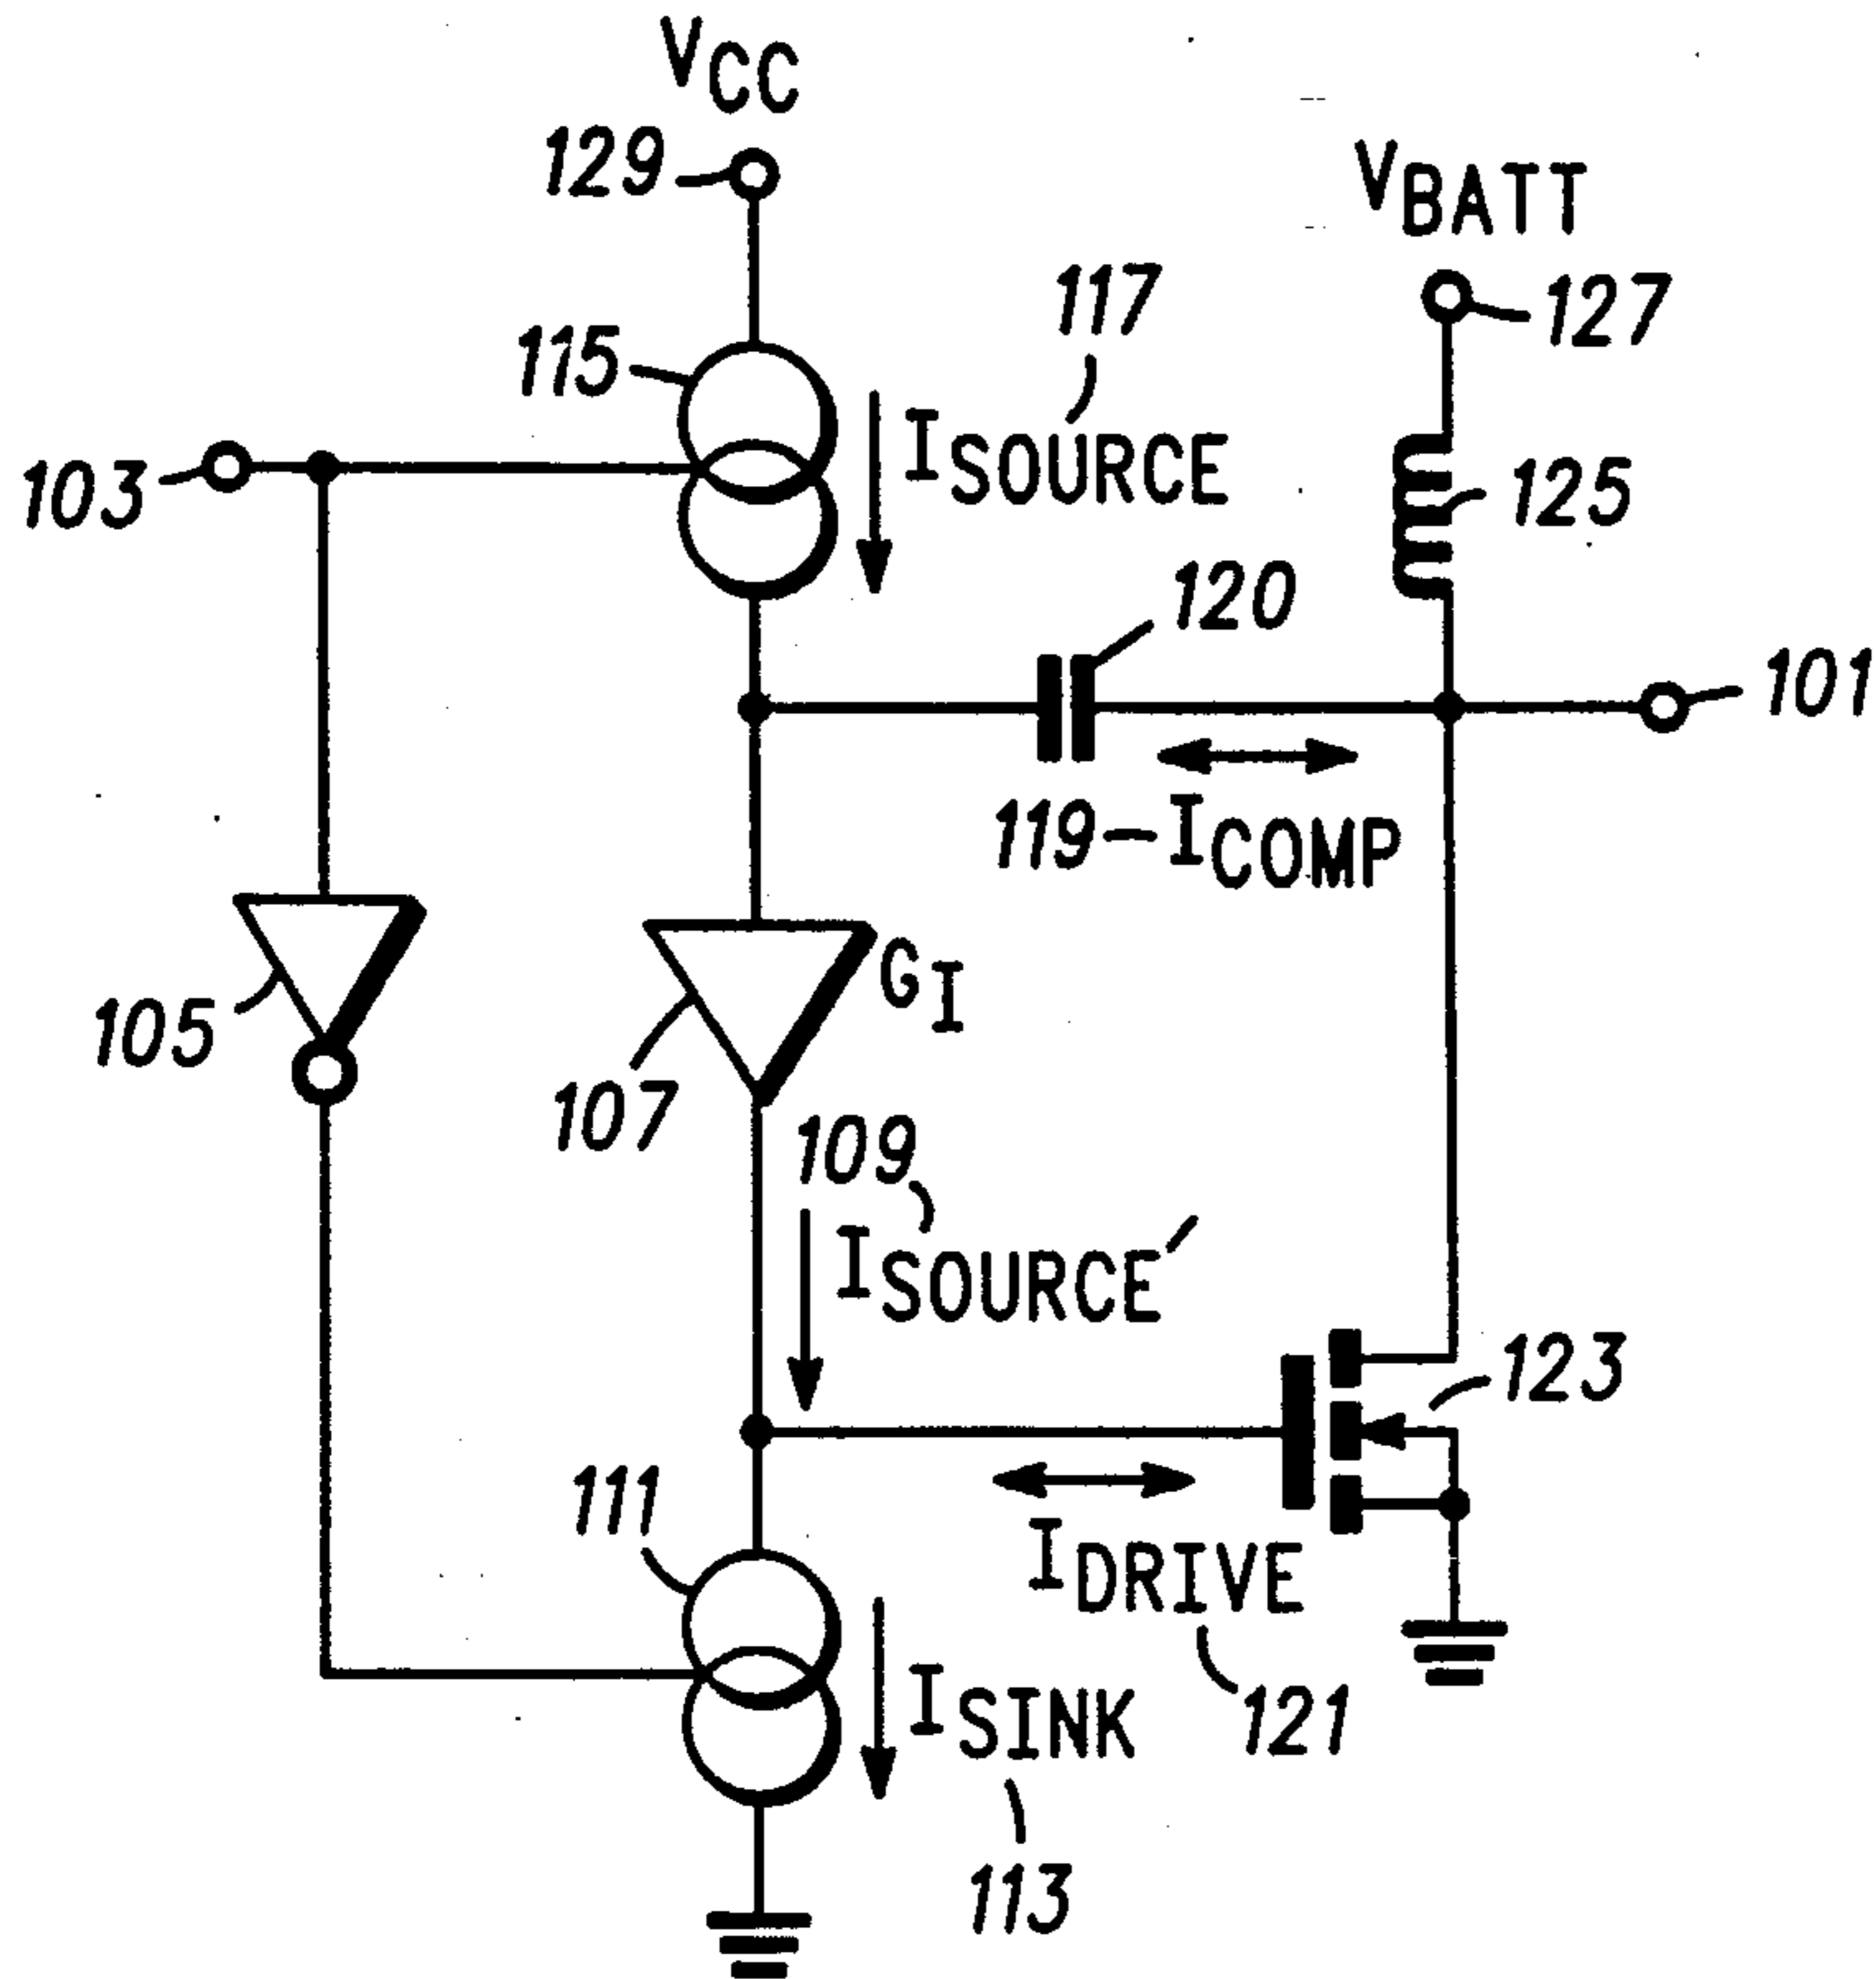 VCC
129
VBATT
117
127
115
ISOURCE
103
125
120
101
119-ICOMP
GI
105
107
109
ISOURCE'
123
111
IDRIVE
ISINK
121
113